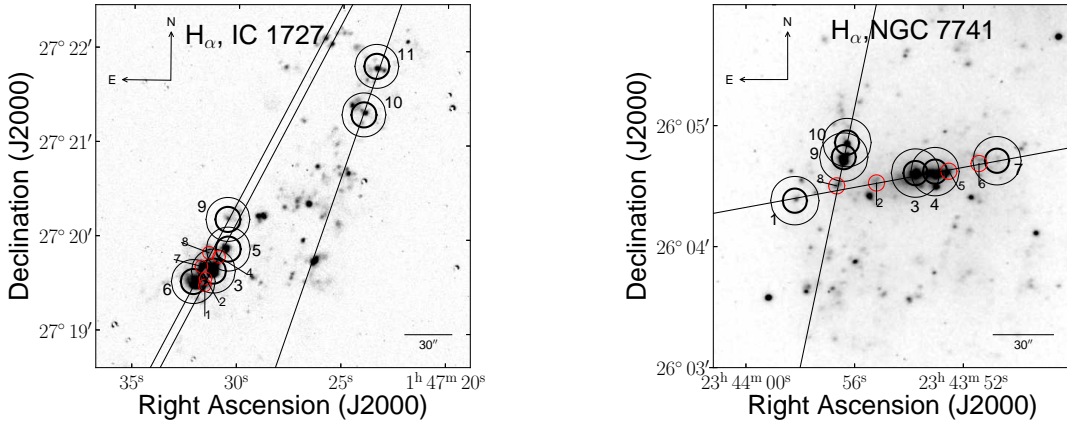 Hα, IC 1727
N
E
27° 22′
27° 21′
27° 20′
27° 19′
Declination (J2000)
11
10
9
8
5
7
4
6
3
2
1
30″
35ˢ
30ˢ
25ˢ
1ʰ 47ᵐ 20ˢ
Right Ascension (J2000)
Hα, NGC 7741
N
E
26° 05′
26° 04′
26° 03′
Declination (J2000)
10
9
8
2
5
6
7
3
4
1
30″
23ʰ 44ᵐ 00ˢ
56ˢ
23ʰ 43ᵐ 52ˢ
Right Ascension (J2000)